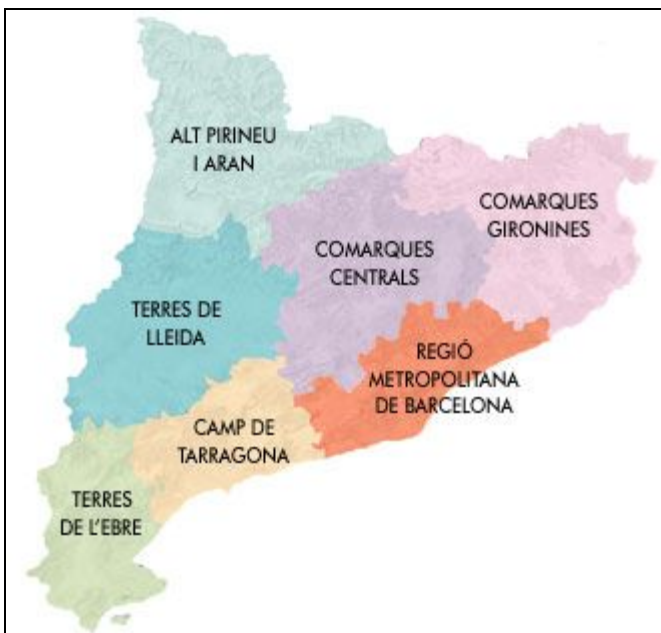 ALT PIRINEU
I ARAN
COMARQUES
GIRONINES
COMARQUES
CENTRALS
TERRES DE
LLEIDA
REGIÓ
METROPOLITANA
DE BARCELONA
CAMP DE
TARRAGONA
TERRES
DE L'EBRE